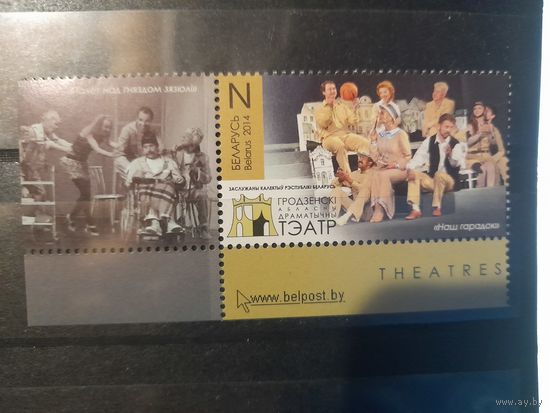 НАД ГНЯЗДОМ ЗЯЗЮЛІ»
N
БЕЛАРУСЬ
Belarus 2014
ЗАСЛУЖАНЫ КАЛЕКТЫЎ РЭСПУБЛІКІ БЕЛАРУСЬ
ГРОДЗЕНСКІ
АБЛАСНЫ
ДРАМАТЫЧНЫ
ТЭАТР
«Наш гарадок»
THEATRES
www.belpost.by
www.ay.by